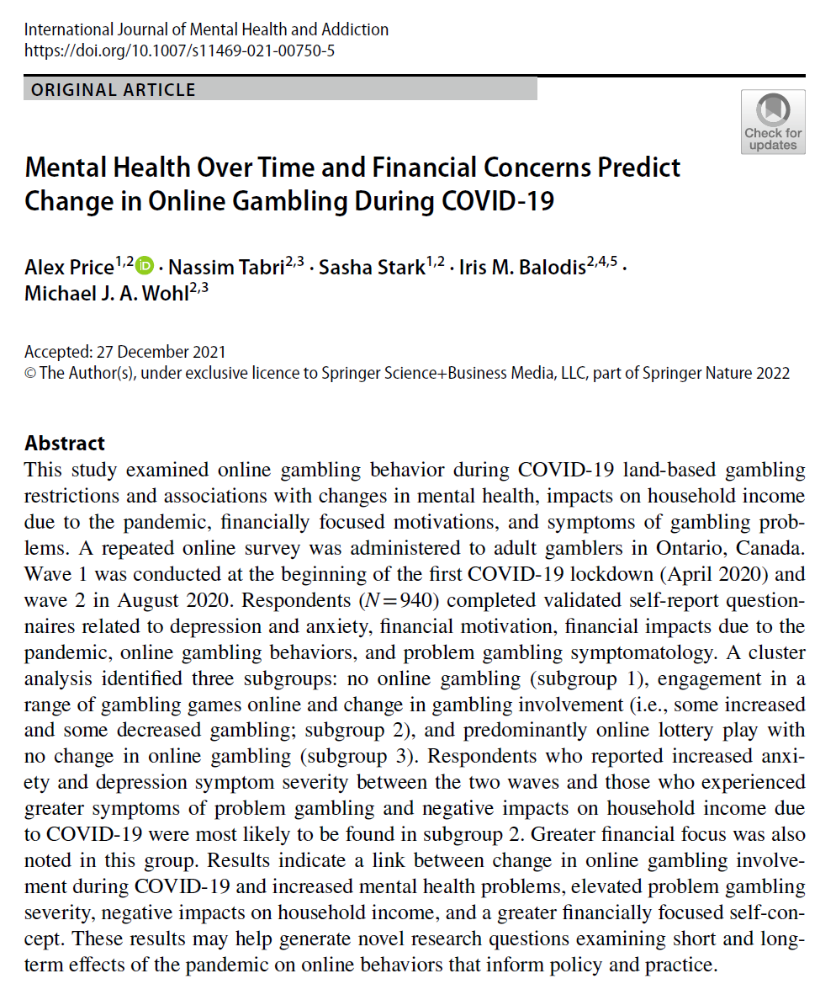 International Journal of Mental Health and Addiction
https://doi.org/10.1007/s11469-021-00750-5
ORIGINAL ARTICLE
Check for
updates
Mental Health Over Time and Financial Concerns Predict
Change in Online Gambling During COVID-19
Alex Price1,2 iD · Nassim Tabri2,3 · Sasha Stark1,2 · Iris M. Balodis2,4,5 ·
Michael J. A. Wohl2,3
Accepted: 27 December 2021
© The Author(s), under exclusive licence to Springer Science+Business Media, LLC, part of Springer Nature 2022
Abstract
This study examined online gambling behavior during COVID-19 land-based gambling
restrictions and associations with changes in mental health, impacts on household income
due to the pandemic, financially focused motivations, and symptoms of gambling prob-
lems. A repeated online survey was administered to adult gamblers in Ontario, Canada.
Wave 1 was conducted at the beginning of the first COVID-19 lockdown (April 2020) and
wave 2 in August 2020. Respondents (N=940) completed validated self-report question-
naires related to depression and anxiety, financial motivation, financial impacts due to the
pandemic, online gambling behaviors, and problem gambling symptomatology. A cluster
analysis identified three subgroups: no online gambling (subgroup 1), engagement in a
range of gambling games online and change in gambling involvement (i.e., some increased
and some decreased gambling; subgroup 2), and predominantly online lottery play with
no change in online gambling (subgroup 3). Respondents who reported increased anxi-
ety and depression symptom severity between the two waves and those who experienced
greater symptoms of problem gambling and negative impacts on household income due
to COVID-19 were most likely to be found in subgroup 2. Greater financial focus was also
noted in this group. Results indicate a link between change in online gambling involve-
ment during COVID-19 and increased mental health problems, elevated problem gambling
severity, negative impacts on household income, and a greater financially focused self-con-
cept. These results may help generate novel research questions examining short and long-
term effects of the pandemic on online behaviors that inform policy and practice.